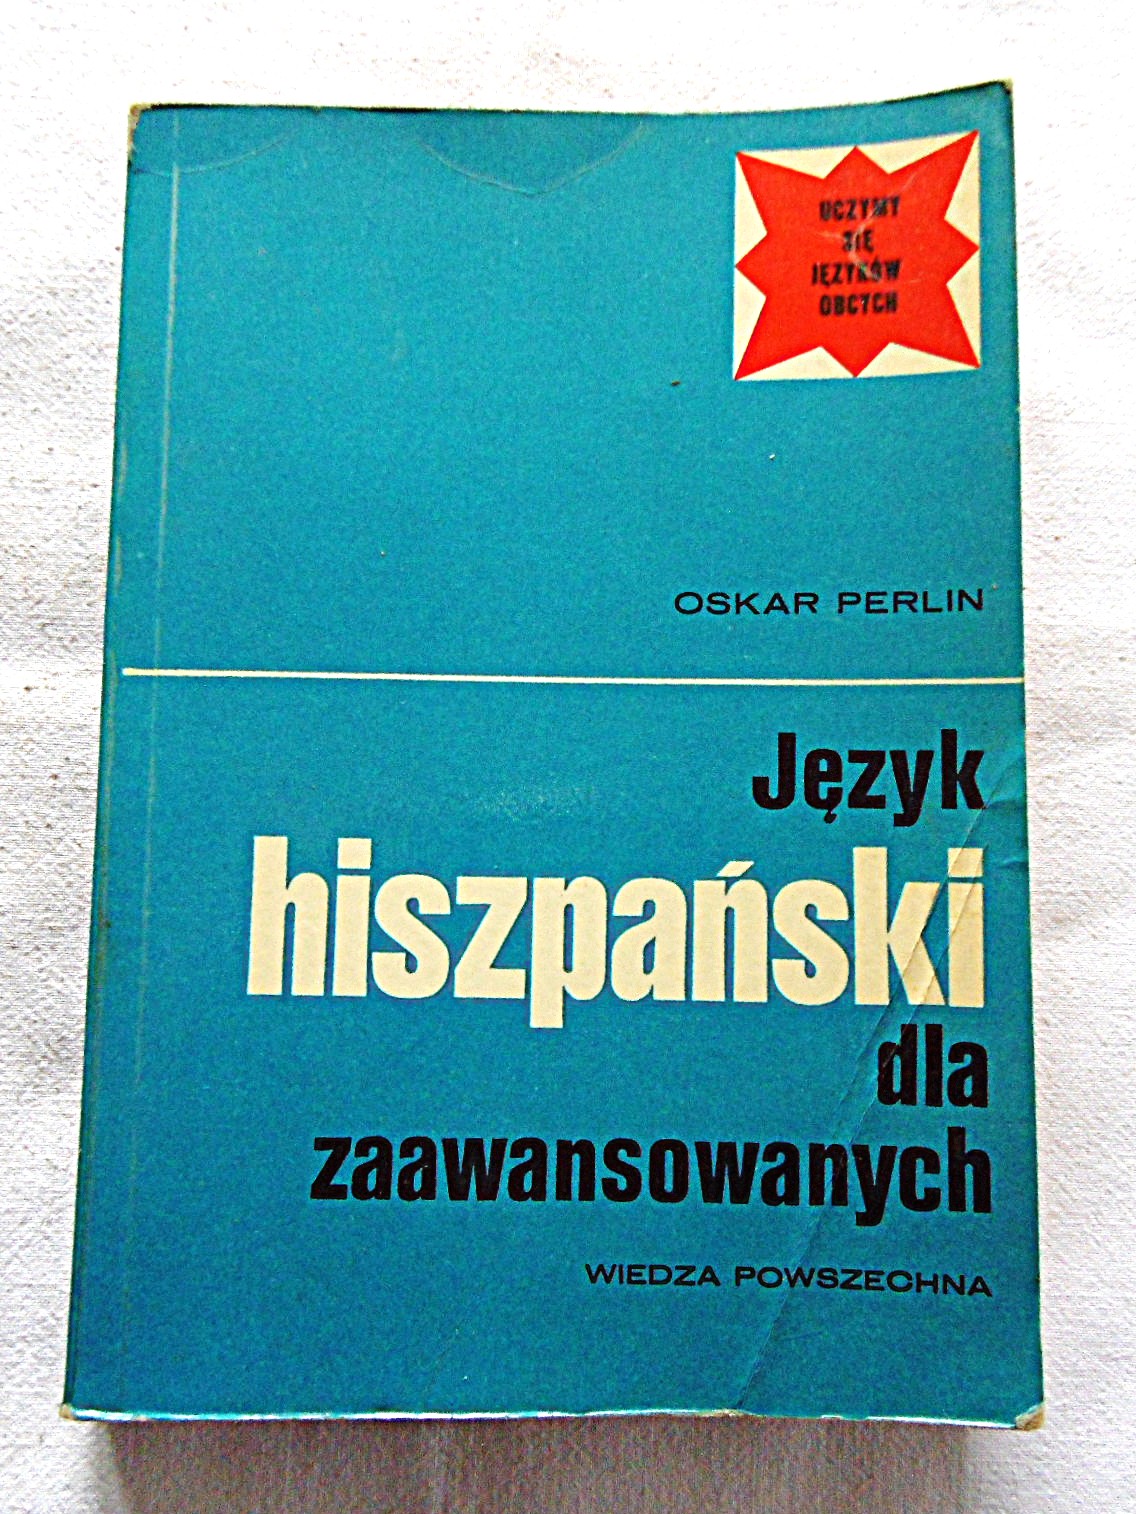 UCZYMY
SIĘ
JĘZYKÓW
OBCYCH
OSKAR PERLIN
Język
hiszpański
dla
zaawansowanych
WIEDZA POWSZECHNA